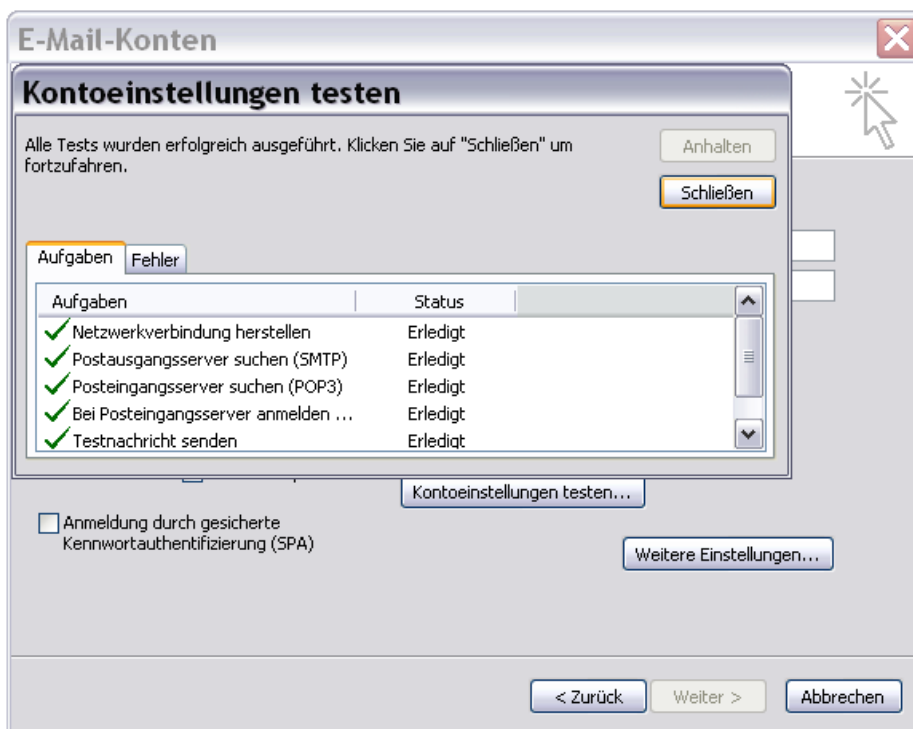 E-Mail-Konten
Kontoeinstellungen testen
Alle Tests wurden erfolgreich ausgeführt. Klicken Sie auf "Schließen" um
fortzufahren.
Anhalten
Schließen
Aufgaben Fehler
Aufgaben Status
Netzwerkverbindung herstellen Erledigt
Postausgangsserver suchen (SMTP) Erledigt
Posteingangsserver suchen (POP3) Erledigt
Bei Posteingangsserver anmelden ... Erledigt
Testnachricht senden Erledigt
Kontoeinstellungen testen...
Anmeldung durch gesicherte
Kennwortauthentifizierung (SPA)
Weitere Einstellungen...
< Zurück Weiter > Abbrechen